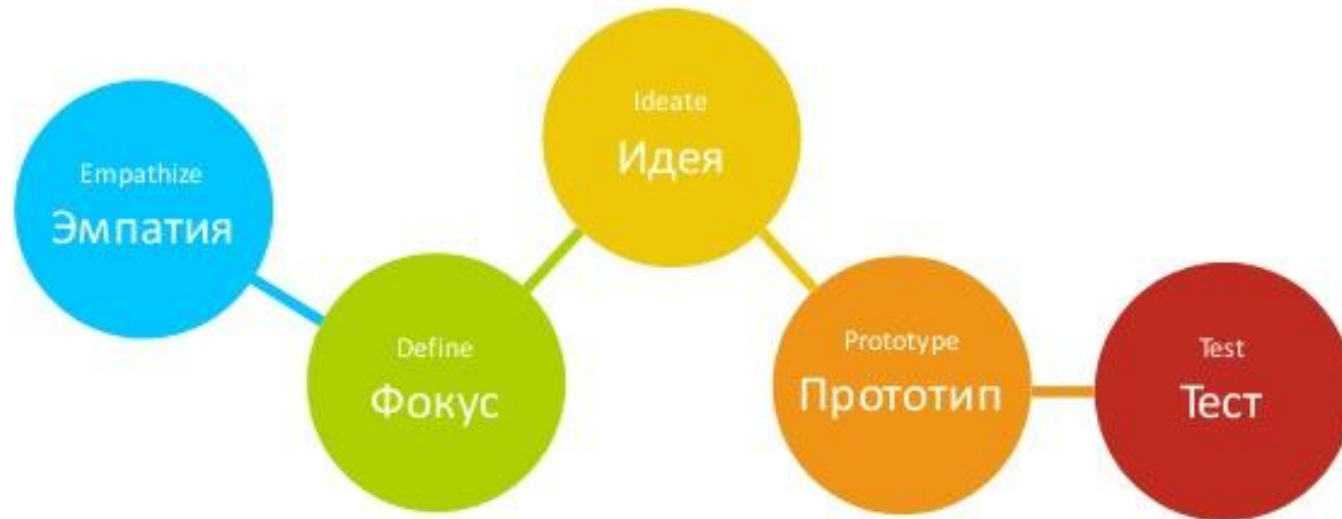 Empathize
Эмпатия
Define
Фокус
Ideate
Идея
Prototype
Прототип
Test
Тест